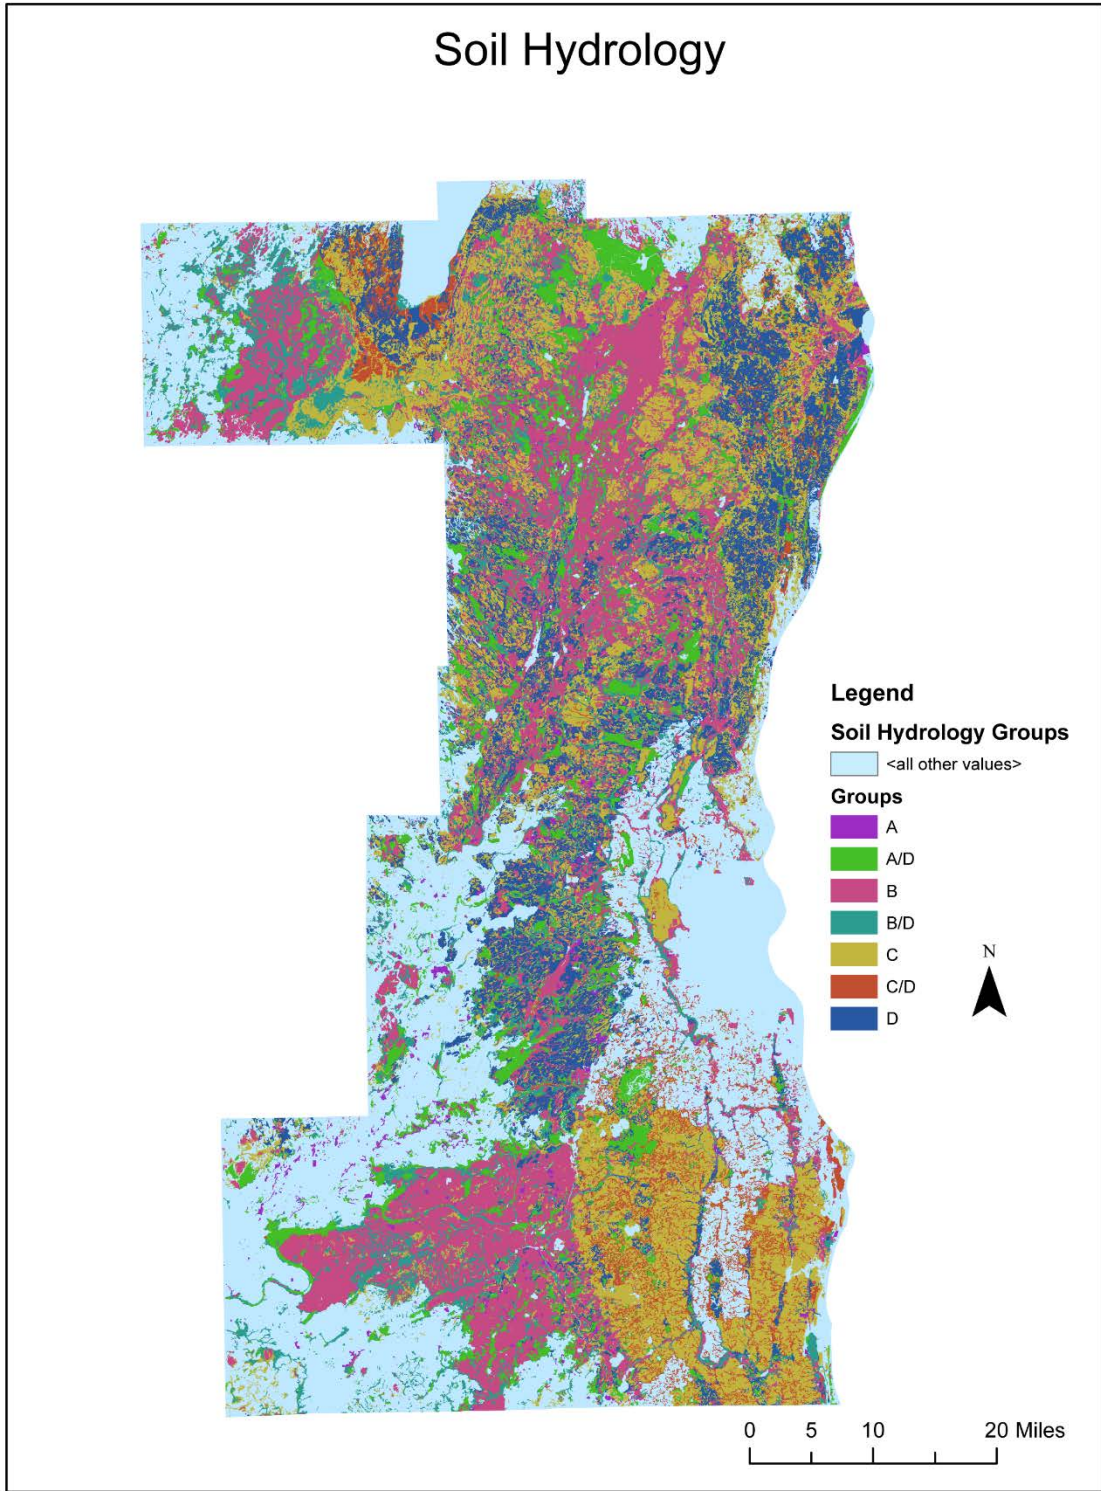 Soil Hydrology
Legend
Soil Hydrology Groups
<all other values>
Groups
A
A/D
B
B/D
C
C/D
D
N
0 5 10 20 Miles